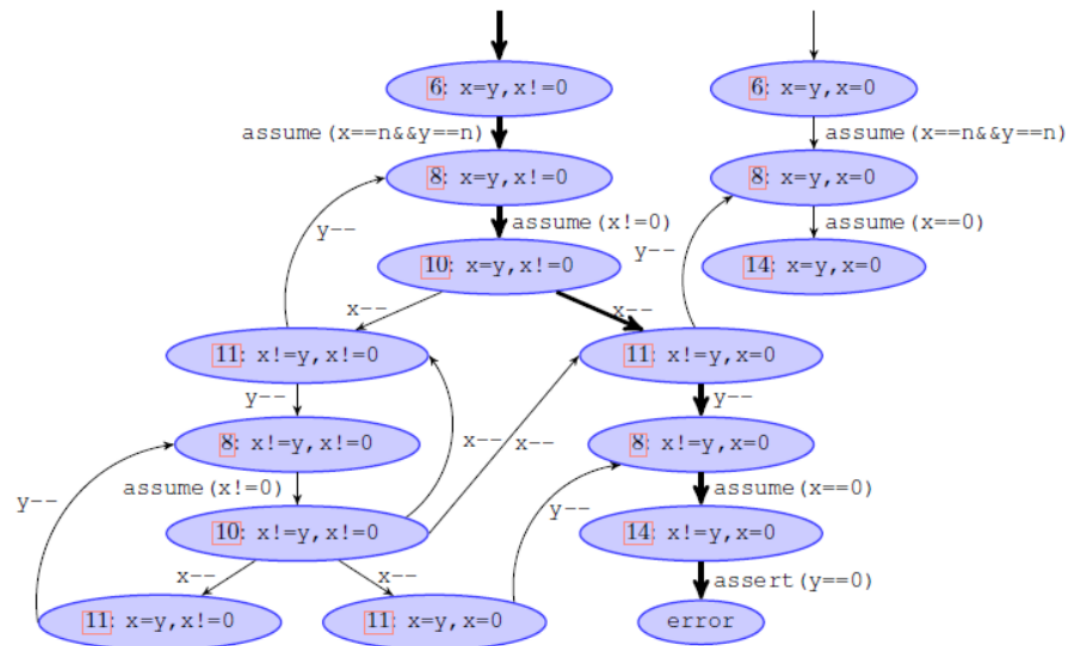 6: x=y,x!=0
6: x=y,x=0
assume(x==n&&y==n)
assume(x==n&&y==n)
8: x=y,x!=0
8: x=y,x=0
y--
assume(x!=0)
y--
assume(x==0)
10: x=y,x!=0
14: x=y,x=0
x--
x--
11: x!=y,x!=0
11: x!=y,x=0
y--
y--
8: x!=y,x!=0
x--
x--
8: x!=y,x=0
y--
assume(x!=0)
y--
assume(x==0)
10: x!=y,x!=0
14: x!=y,x=0
x--
x--
assert(y==0)
11: x=y,x!=0
11: x=y,x=0
error